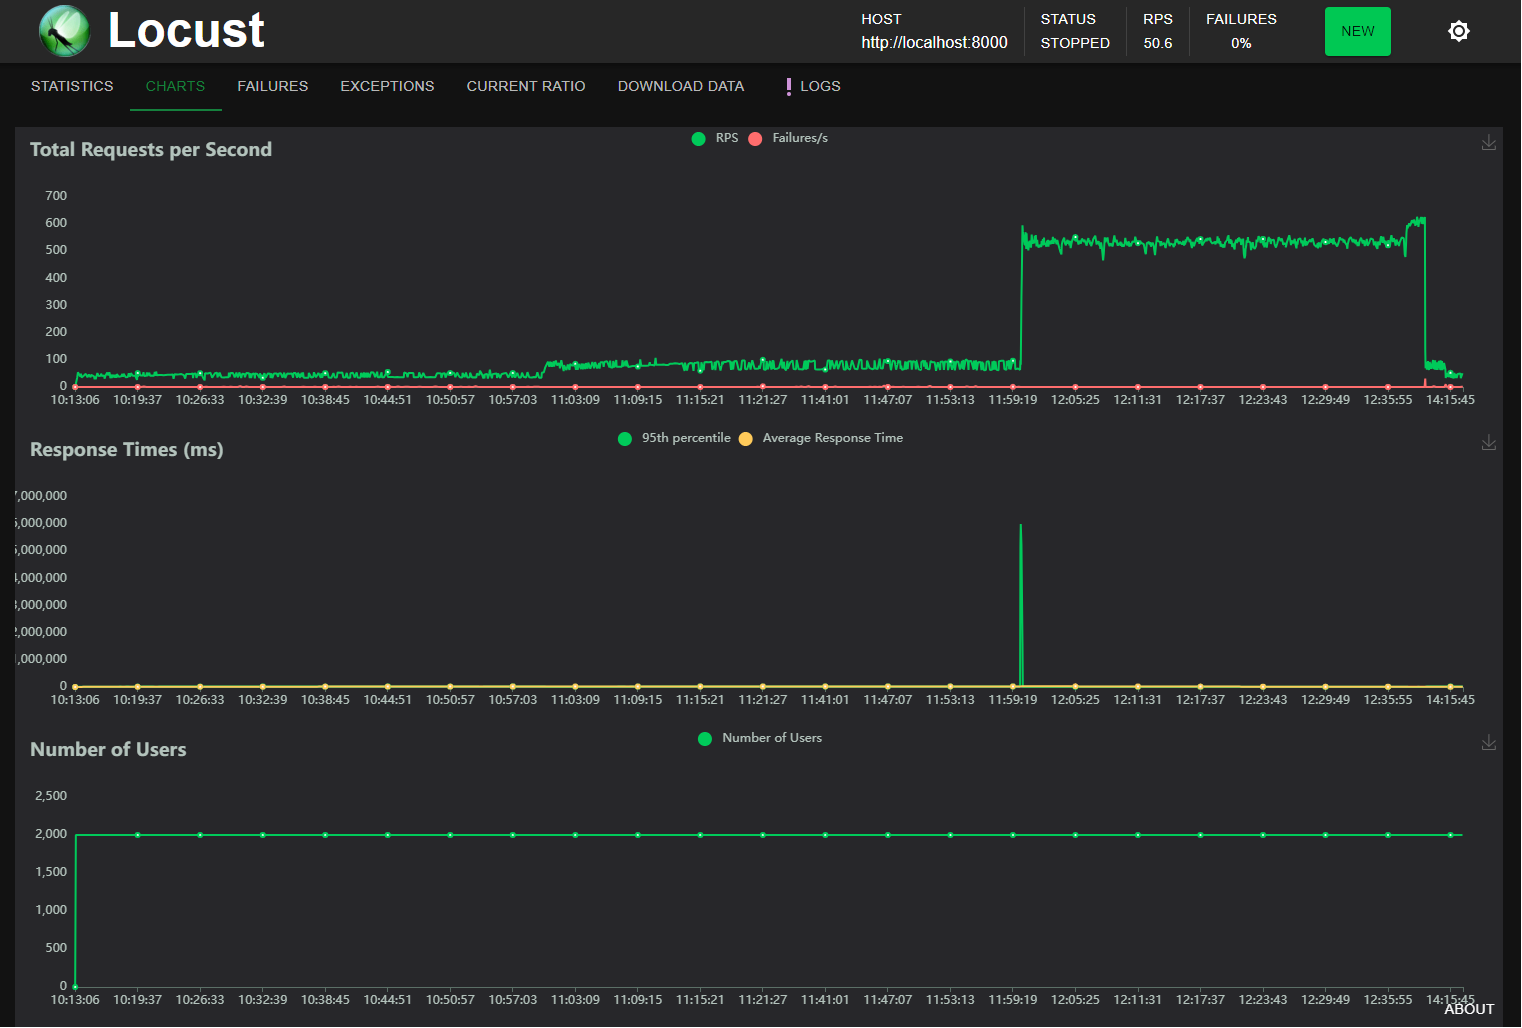 Locust
HOST
http://localhost:8000
STATUS
STOPPED
RPS
50.6
FAILURES
0%
NEW
STATISTICS CHARTS FAILURES EXCEPTIONS CURRENT RATIO DOWNLOAD DATA LOGS
Total Requests per Second
RPS Failures/s
700
600
500
400
300
200
100
0
10:13:06 10:19:37 10:26:33 10:32:39 10:38:45 10:44:51 10:50:57 10:57:03 11:03:09 11:09:15 11:15:21 11:21:27 11:41:01 11:47:07 11:53:13 11:59:19 12:05:25 12:11:31 12:17:37 12:23:43 12:29:49 12:35:55 14:15:45
Response Times (ms)
95th percentile Average Response Time
7,000,000
6,000,000
5,000,000
4,000,000
3,000,000
2,000,000
1,000,000
0
10:13:06 10:19:37 10:26:33 10:32:39 10:38:45 10:44:51 10:50:57 10:57:03 11:03:09 11:09:15 11:15:21 11:21:27 11:41:01 11:47:07 11:53:13 11:59:19 12:05:25 12:11:31 12:17:37 12:23:43 12:29:49 12:35:55 14:15:45
Number of Users
Number of Users
2,500
2,000
1,500
1,000
500
0
10:13:06 10:19:37 10:26:33 10:32:39 10:38:45 10:44:51 10:50:57 10:57:03 11:03:09 11:09:15 11:15:21 11:21:27 11:41:01 11:47:07 11:53:13 11:59:19 12:05:25 12:11:31 12:17:37 12:23:43 12:29:49 12:35:55 14:15:45
ABOUT